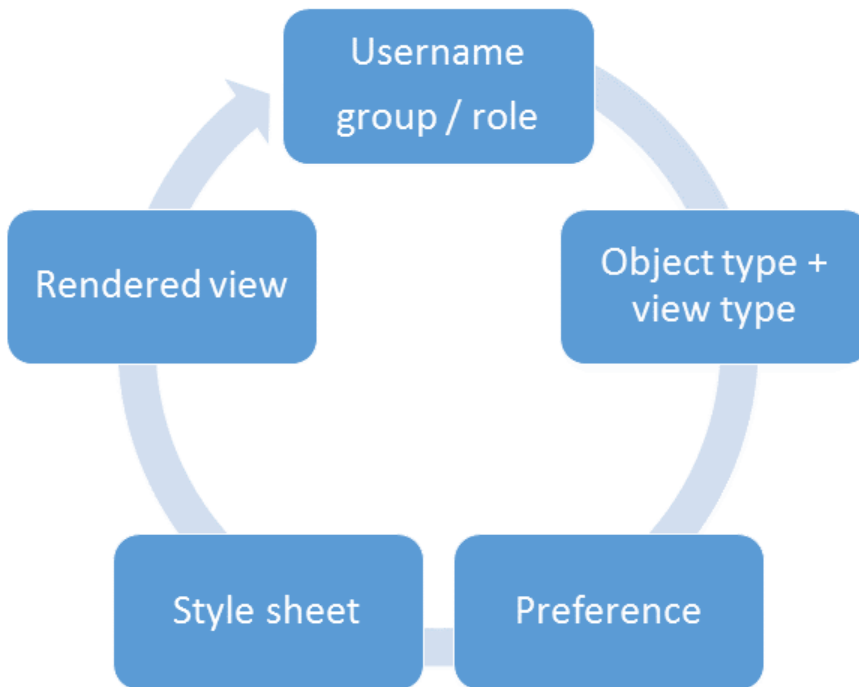 Username
group / role
Object type +
view type
Preference
Style sheet
Rendered view